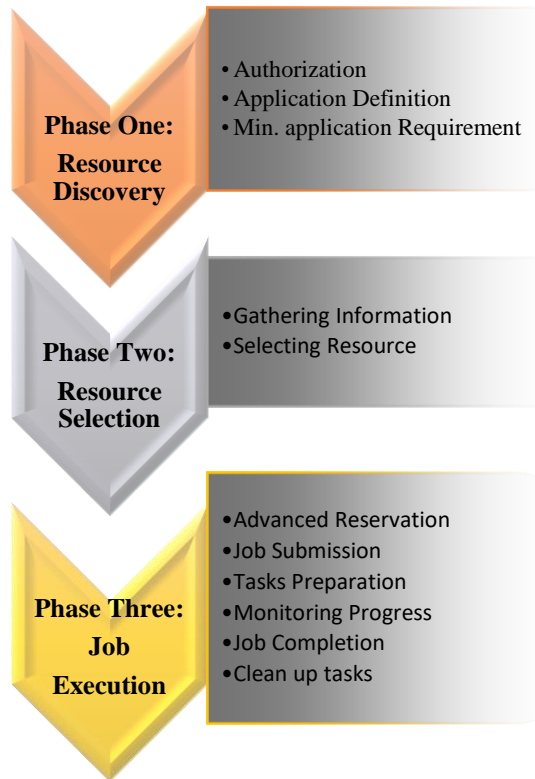 Phase One:
Resource
Discovery
• Authorization
• Application Definition
• Min. application Requirement
Phase Two:
Resource
Selection
•Gathering Information
•Selecting Resource
Phase Three:
Job
Execution
•Advanced Reservation
•Job Submission
•Tasks Preparation
•Monitoring Progress
•Job Completion
•Clean up tasks